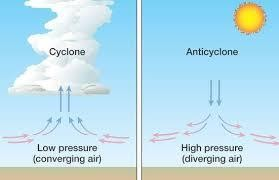 Cyclone
Low pressure
(converging air)
Anticyclone
High pressure
(diverging air)